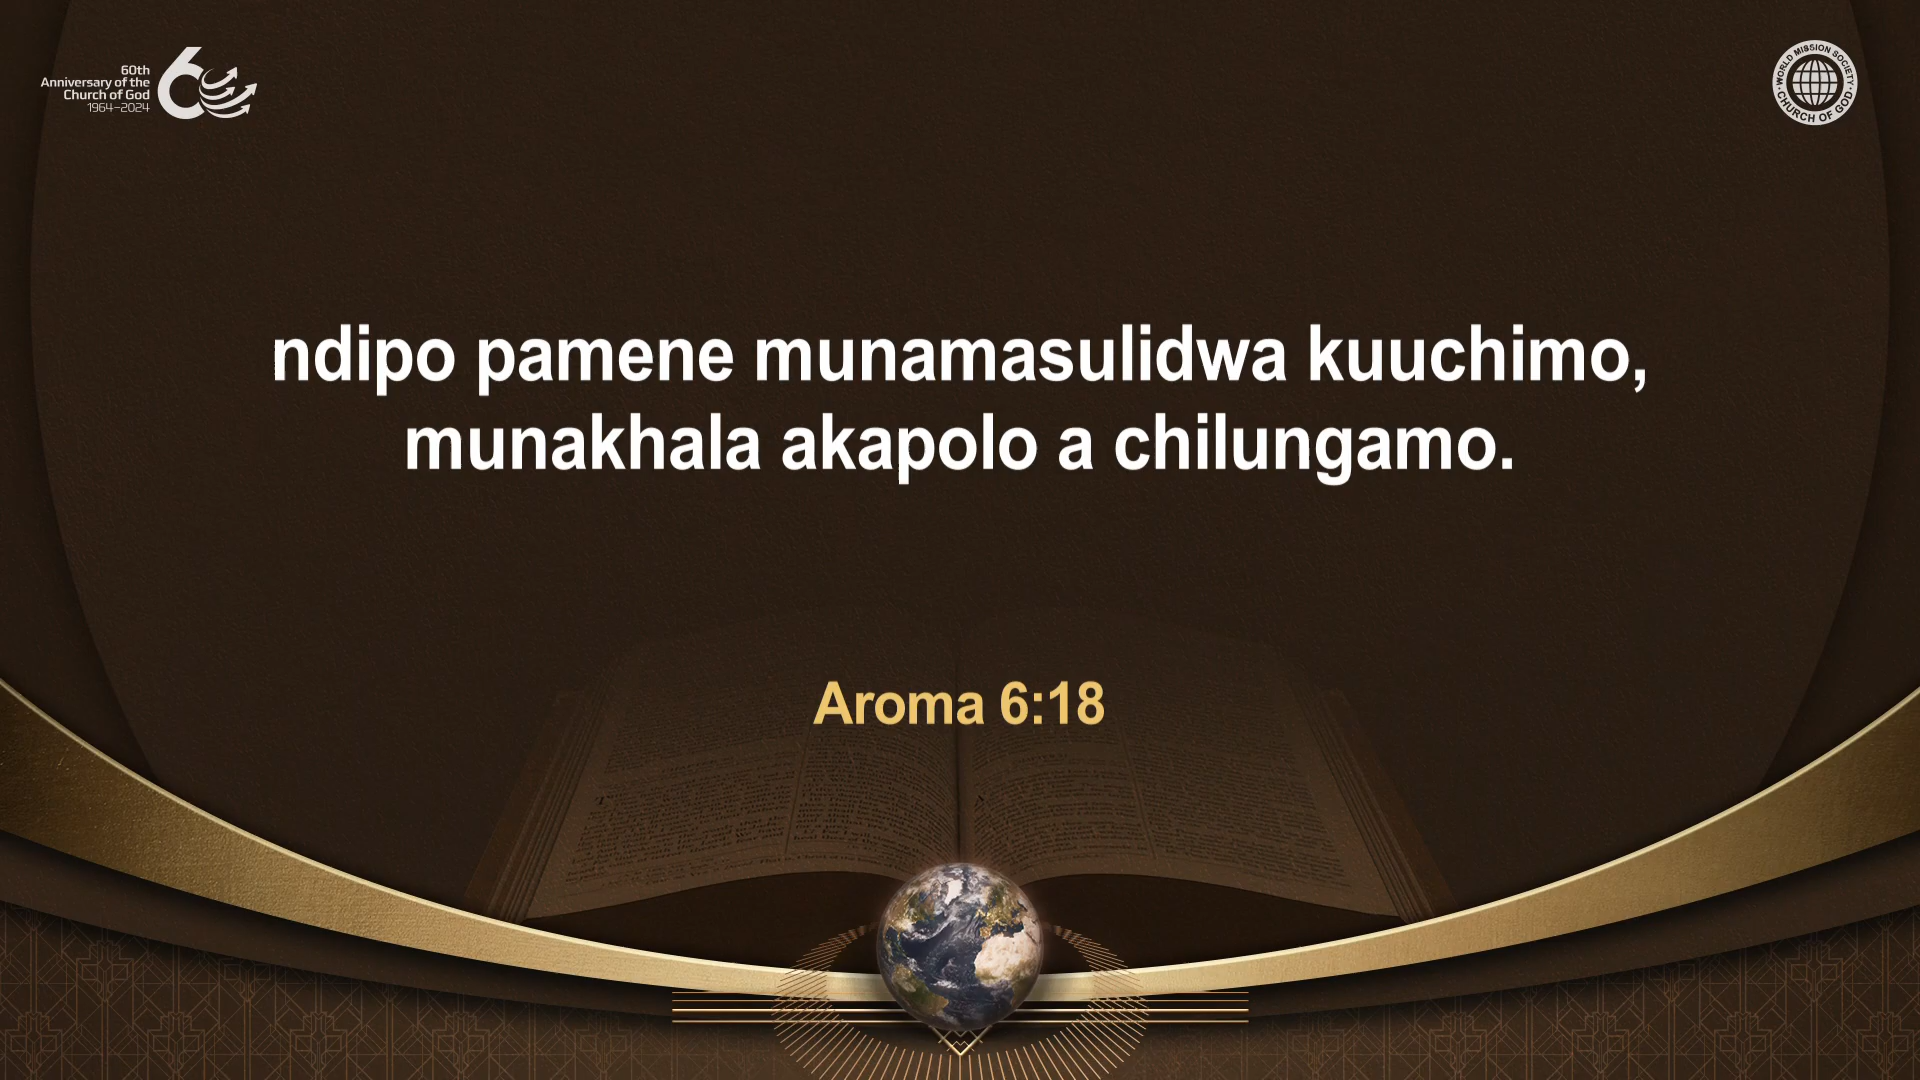 60th
Anniversary of the
Church of God
1964–2024
WORLD MISSION SOCIETY
CHURCH OF GOD
ndipo pamene munamasulidwa kuuchimo,
munakhala akapolo a chilungamo.
Aroma 6:18